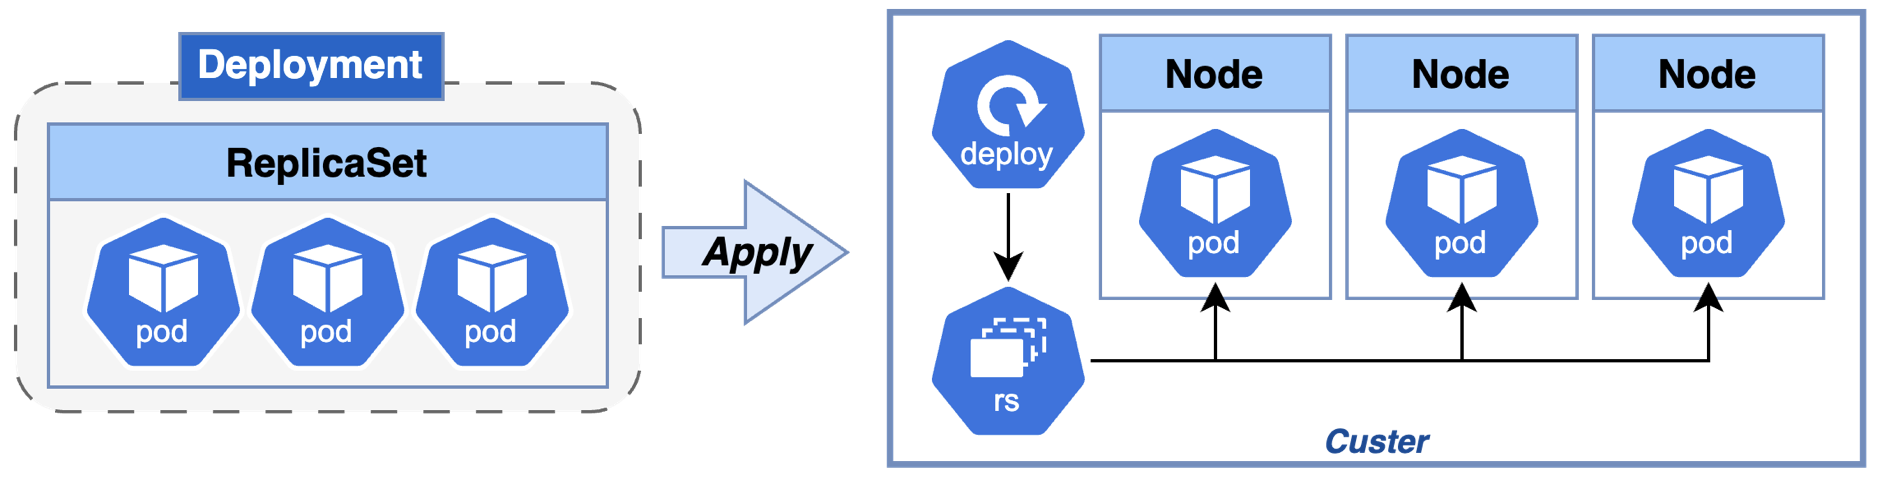 Deployment
ReplicaSet
pod pod pod
Apply
deploy
rs
Node Node Node
pod pod pod
Custer